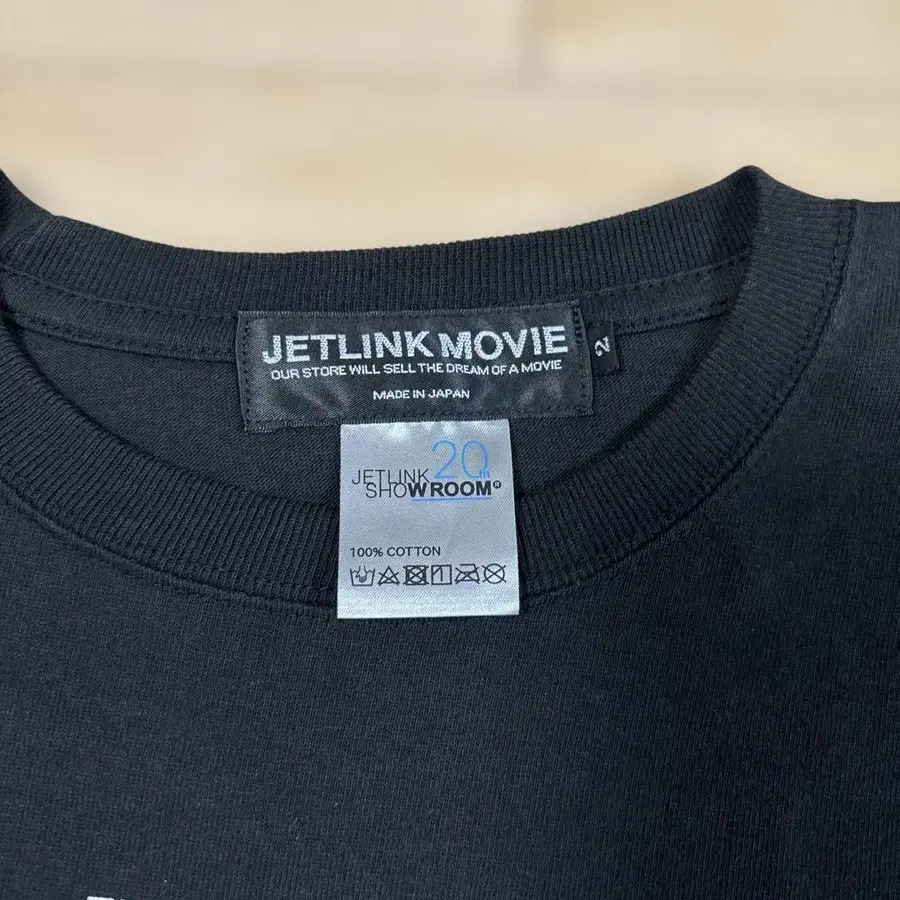 JETLINK MOVIE
OUR STORE WILL SELL THE DREAM OF A MOVIE
MADE IN JAPAN
2
20th
JETLINK
SHOWROOM®
100% COTTON